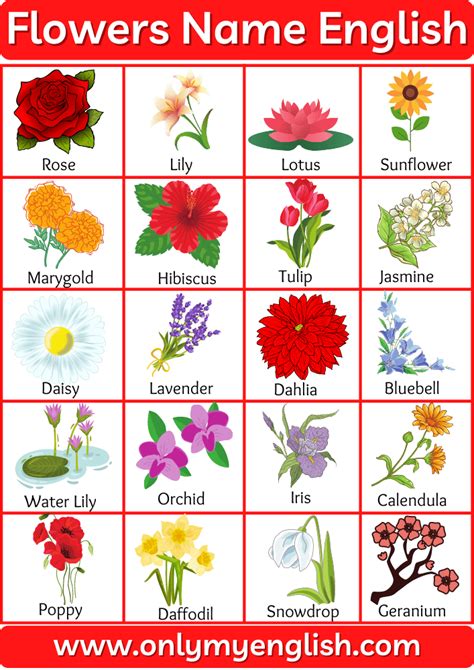 Flowers Name English
Rose
Lily
Lotus
Sunflower
Marygold
Hibiscus
Tulip
Jasmine
Daisy
Lavender
Dahlia
Bluebell
Water Lily
Orchid
Iris
Calendula
Poppy
Daffodil
Snowdrop
Geranium
www.onlymyenglish.com